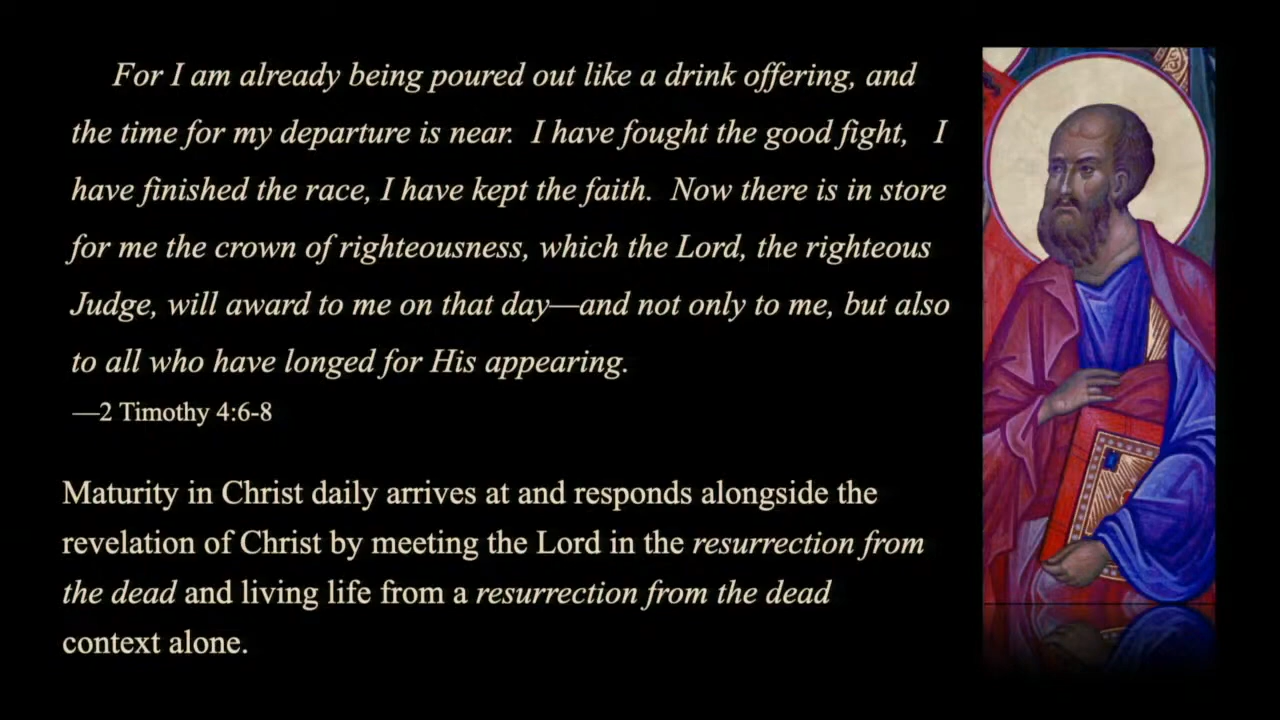 For I am already being poured out like a drink offering, and
the time for my departure is near. I have fought the good fight, I
have finished the race, I have kept the faith. Now there is in store
for me the crown of righteousness, which the Lord, the righteous
Judge, will award to me on that day—and not only to me, but also
to all who have longed for His appearing.
—2 Timothy 4:6-8
Maturity in Christ daily arrives at and responds alongside the
revelation of Christ by meeting the Lord in the resurrection from
the dead and living life from a resurrection from the dead
context alone.